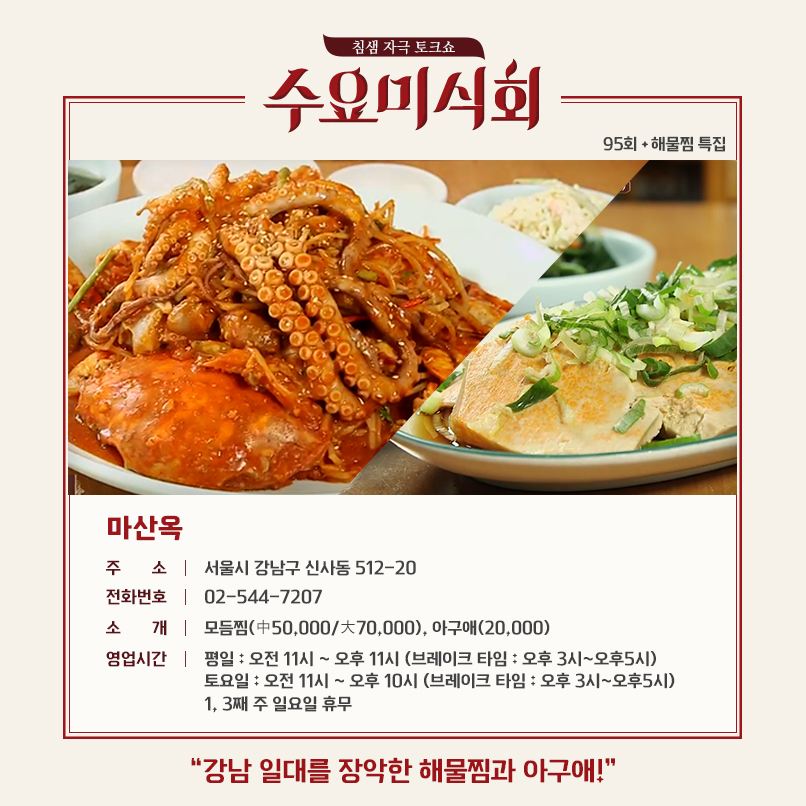 침샘 자극 토크쇼
수요미식회
95회 + 해물찜 특집
마산옥
주 소 | 서울시 강남구 신사동 512-20
전화번호 | 02-544-7207
소 개 | 모듬찜(中50,000/大70,000), 아구애(20,000)
영업시간 | 평일 : 오전 11시 ~ 오후 11시 (브레이크 타임 : 오후 3시~오후5시)
토요일 : 오전 11시 ~ 오후 10시 (브레이크 타임 : 오후 3시~오후5시)
1, 3째 주 일요일 휴무
“강남 일대를 장악한 해물찜과 아구애!”